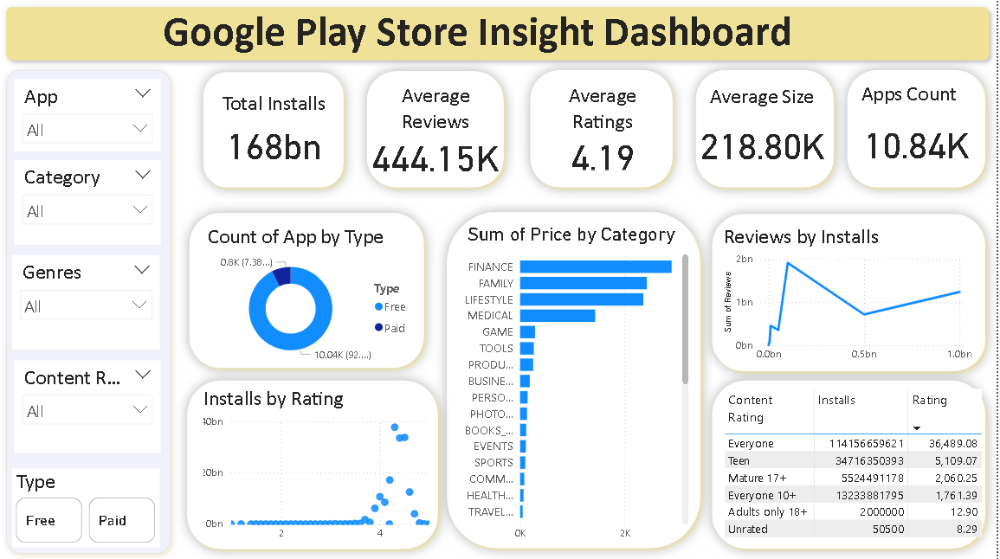 Google Play Store Insight Dashboard
App
All
Category
All
Genres
All
Content R...
All
Type
Free
Paid
Total Installs
168bn
Average
Reviews
444.15K
Average
Ratings
4.19
Average Size
218.80K
Apps Count
10.84K
Count of App by Type
0.8K (7.38...)
10.04K (92....)
Type
Free
Paid
Installs by Rating
40bn
20bn
0bn
2
4
Sum of Price by Category
FINANCE
FAMILY
LIFESTYLE
MEDICAL
GAME
TOOLS
PRODU...
BUSINE...
PERSO...
PHOTO...
BOOKS_...
EVENTS
SPORTS
COMM...
HEALTH...
TRAVEL...
0K
2K
Reviews by Installs
Sum of Reviews
2bn
1bn
0bn
0.0bn
0.5bn
1.0bn
Content
Rating
Installs
Rating
Everyone 114156659621 36,489.08
Teen 34716350393 5,109.07
Mature 17+ 5524491178 2,060.25
Everyone 10+ 13233881795 1,761.39
Adults only 18+ 2000000 12.90
Unrated 50500 8.29